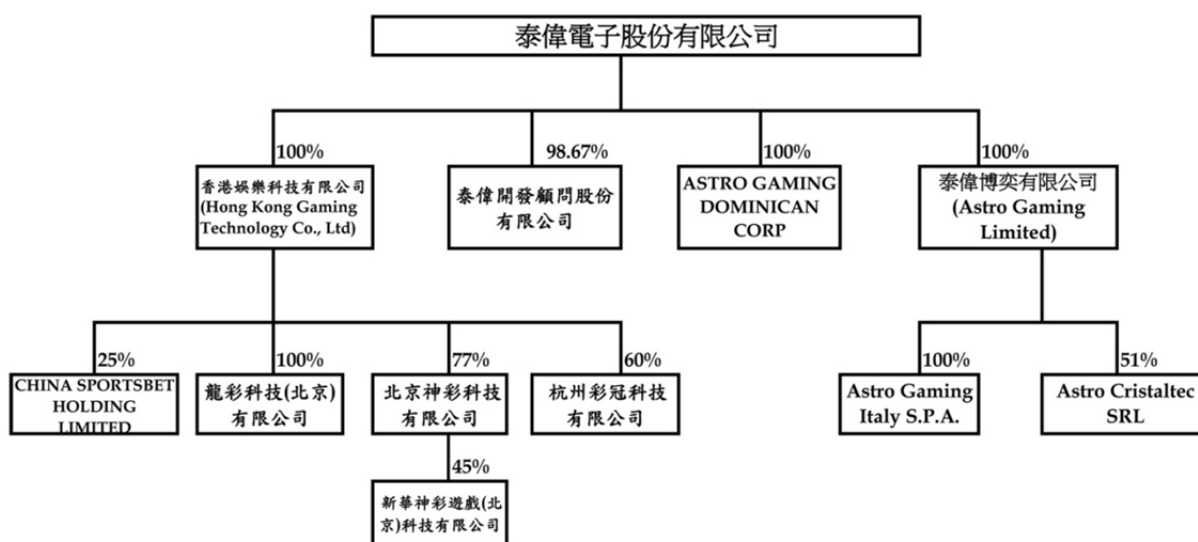 泰偉電子股份有限公司
100%
98.67%
100%
100%
香港娛樂科技有限公司
(Hong Kong Gaming
Technology Co., Ltd)
泰偉開發顧問股份
有限公司
ASTRO GAMING
DOMINICAN
CORP
泰偉博奕有限公司
(Astro Gaming
Limited)
25%
100%
77%
60%
100%
51%
CHINA SPORTSBET
HOLDING
LIMITED
龍彩科技(北京)
有限公司
北京神彩科技
有限公司
杭州彩冠科技有
限公司
Astro Gaming
Italy S.P.A.
Astro Cristaltec
SRL
45%
新華神彩遊戲(北
京)科技有限公司